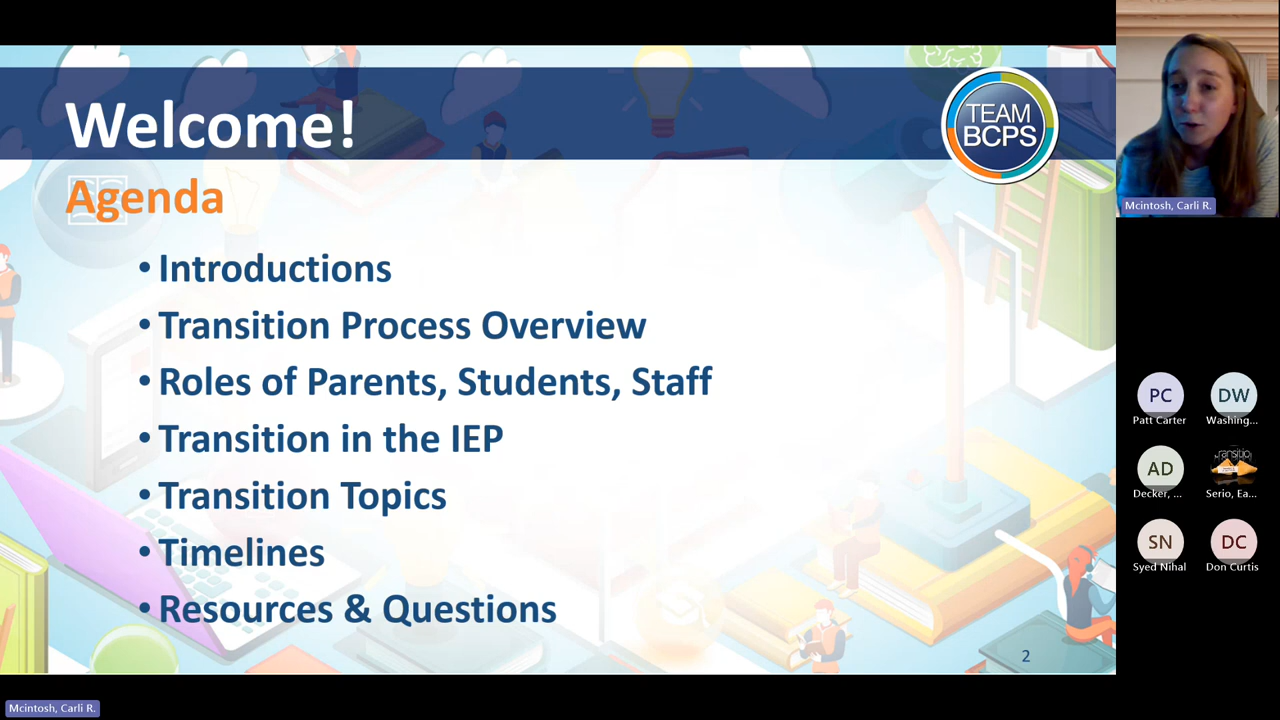 Welcome!
TEAM
BCPS
Agenda
• Introductions
• Transition Process Overview
• Roles of Parents, Students, Staff
• Transition in the IEP
• Transition Topics
• Timelines
• Resources & Questions
2
Mcintosh, Carli R.
PC
DW
Patt Carter
Washing...
AD
Decker, ...
Serio, Ea...
SN
DC
Syed Nihal
Don Curtis
Mcintosh, Carli R.